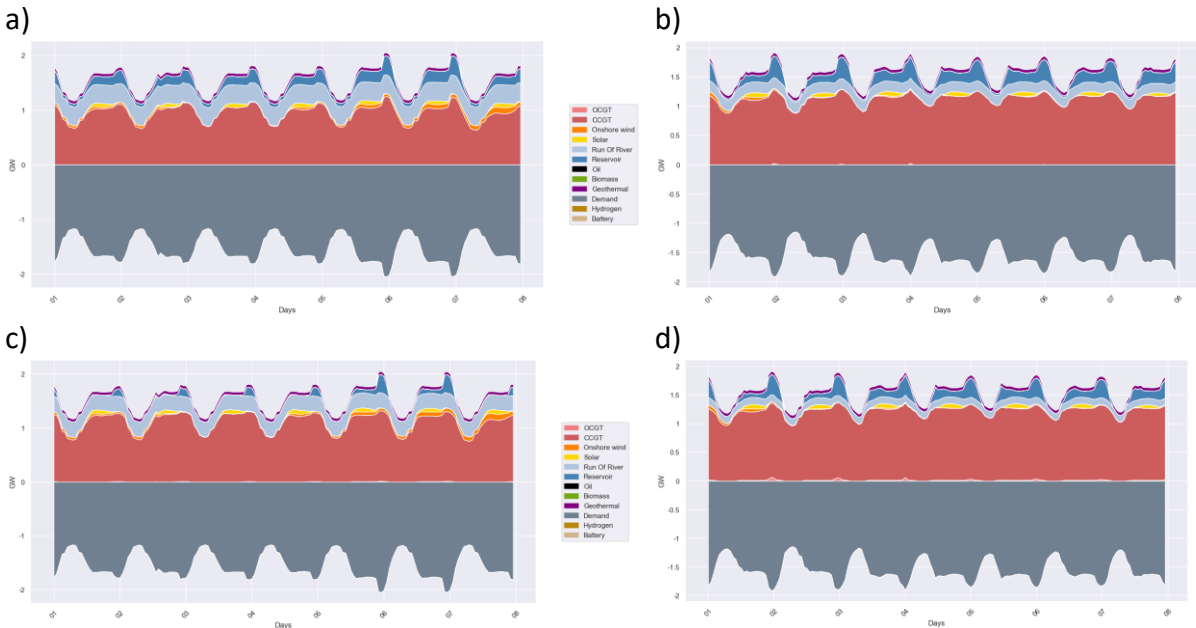 a)
2
1
0
-1
-2
GW
01
02
03
04
05
06
07
08
Days
OCGT
CCGT
Onshore wind
Solar
Run Of River
Reservoir
Oil
Biomass
Geothermal
Demand
Hydrogen
Battery
b)
2
1.5
1
0.5
0
-0.5
-1
-1.5
-2
GW
01
02
03
04
05
06
07
08
Days
c)
2
1
0
-1
-2
GW
01
02
03
04
05
06
07
08
Days
OCGT
CCGT
Onshore wind
Solar
Run Of River
Reservoir
Oil
Biomass
Geothermal
Demand
Hydrogen
Battery
d)
2
1.5
1
0.5
0
-0.5
-1
-1.5
-2
GW
01
02
03
04
05
06
07
08
Days